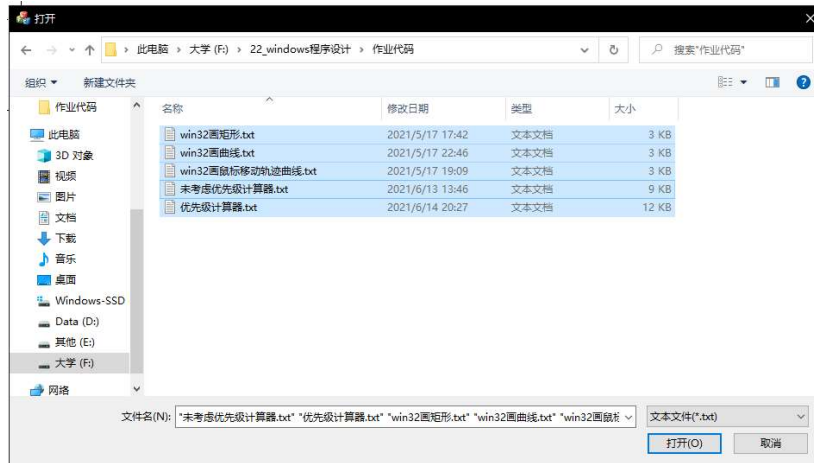 打开
此电脑 › 大学 (F:) › 22_windows程序设计 › 作业代码
搜索"作业代码"
组织 新建文件夹
作业代码
此电脑
3D 对象
视频
图片
文档
下载
音乐
桌面
Windows-SSD
Data (D:)
其他 (E:)
大学 (F:)
网络
名称 修改日期 类型 大小
win32画矩形.txt 2021/5/17 17:42 文本文档 3 KB
win32画曲线.txt 2021/5/17 22:46 文本文档 3 KB
win32画鼠标移动轨迹曲线.txt 2021/5/17 19:09 文本文档 3 KB
未考虑优先级计算器.txt 2021/6/13 13:46 文本文档 9 KB
优先级计算器.txt 2021/6/14 20:27 文本文档 12 KB
文件名(N): "未考虑优先级计算器.txt" "优先级计算器.txt" "win32画矩形.txt" "win32画曲线.txt" "win32画鼠 文本文件(*.txt)
打开(O) 取消